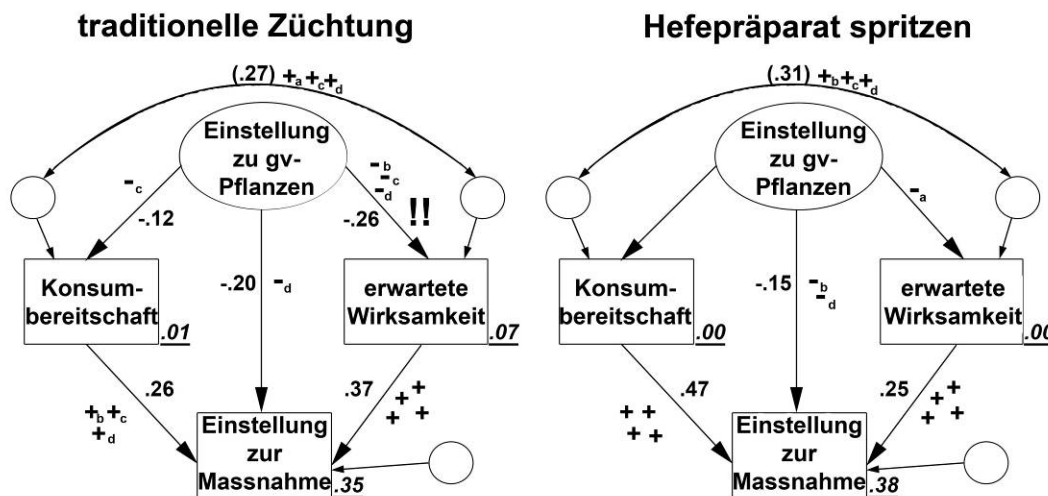 traditionelle Züchtung
(.27) +a+c+d
Einstellung
zu gv-
Pflanzen
-c
-b
-c
-d
-.12
-.26 !!
-.20 -d
Konsum-
bereitschaft
.01
erwartete
Wirksamkeit
.07
.26
+b+c
+d
.37
+ +
+ +
Einstellung
zur
Massnahme
.35
Hefepräparat spritzen
(.31) +b+c+d
Einstellung
zu gv-
Pflanzen
-a
-.15 -b
-d
Konsum-
bereitschaft
.00
erwartete
Wirksamkeit
.00
.47
+ +
+ +
.25
+ +
+ +
Einstellung
zur
Massnahme
.38